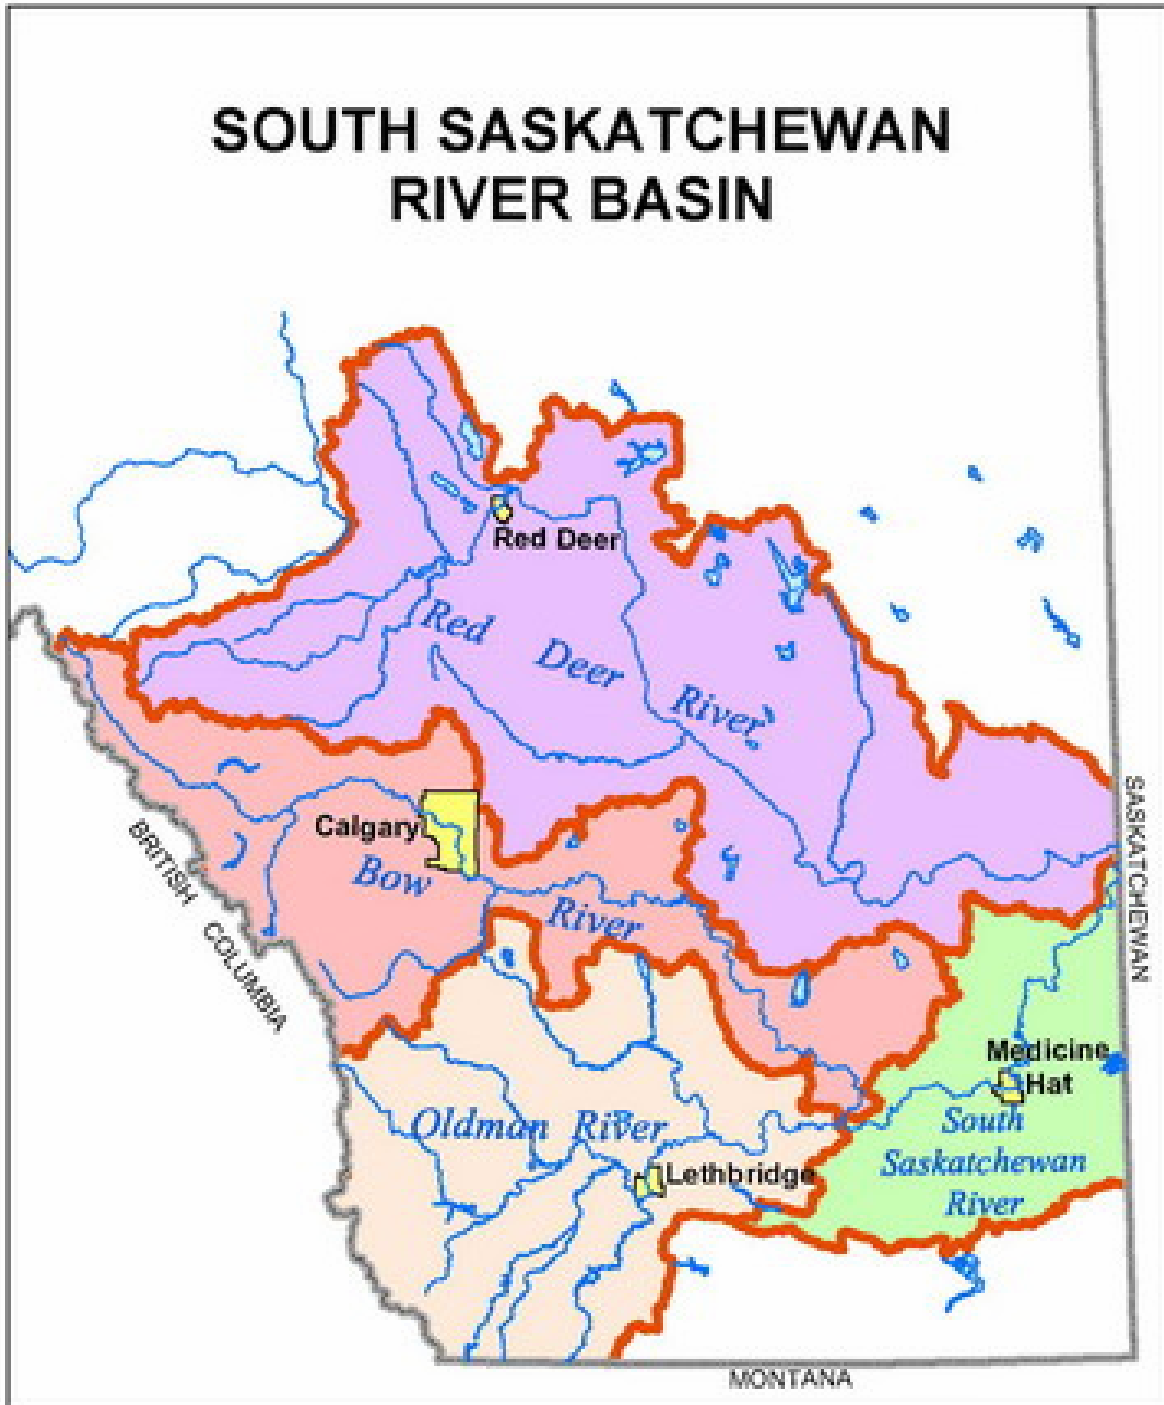 SOUTH SASKATCHEWAN
RIVER BASIN
Red Deer
Red Deer River
SASKATCHEWAN
Calgary
BRITISH COLUMBIA
Bow River
Medicine
Hat
Oldman River
South
Saskatchewan
River
Lethbridge
MONTANA